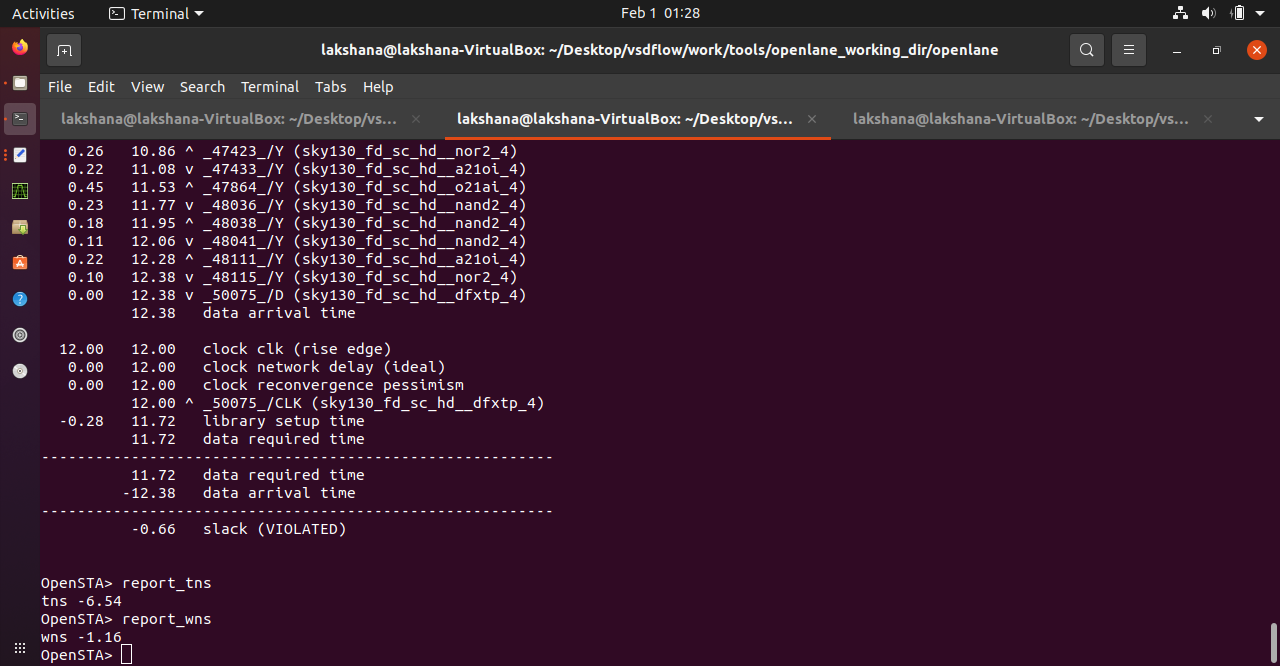 Activities Terminal Feb 1 01:28
lakshana@lakshana-VirtualBox: ~/Desktop/vsdflow/work/tools/openlane_working_dir/openlane
File Edit View Search Terminal Tabs Help
lakshana@lakshana-VirtualBox: ~/Desktop/vs... lakshana@lakshana-VirtualBox: ~/Desktop/vs... lakshana@lakshana-VirtualBox: ~/Desktop/vs...
   0.26   10.86 ^ _47423_/Y (sky130_fd_sc_hd__nor2_4)
   0.22   11.08 v _47433_/Y (sky130_fd_sc_hd__a21oi_4)
   0.45   11.53 ^ _47864_/Y (sky130_fd_sc_hd__o21ai_4)
   0.23   11.77 v _48036_/Y (sky130_fd_sc_hd__nand2_4)
   0.18   11.95 ^ _48038_/Y (sky130_fd_sc_hd__nand2_4)
   0.11   12.06 v _48041_/Y (sky130_fd_sc_hd__nand2_4)
   0.22   12.28 ^ _48111_/Y (sky130_fd_sc_hd__a21oi_4)
   0.10   12.38 v _48115_/Y (sky130_fd_sc_hd__nor2_4)
   0.00   12.38 v _50075_/D (sky130_fd_sc_hd__dfxtp_4)
          12.38   data arrival time
  12.00   12.00   clock clk (rise edge)
   0.00   12.00   clock network delay (ideal)
   0.00   12.00   clock reconvergence pessimism
          12.00 ^ _50075_/CLK (sky130_fd_sc_hd__dfxtp_4)
  -0.28   11.72   library setup time
          11.72   data required time
---------------------------------------------------------
          11.72   data required time
         -12.38   data arrival time
---------------------------------------------------------
          -0.66   slack (VIOLATED)
OpenSTA> report_tns
tns -6.54
OpenSTA> report_wns
wns -1.16
OpenSTA>